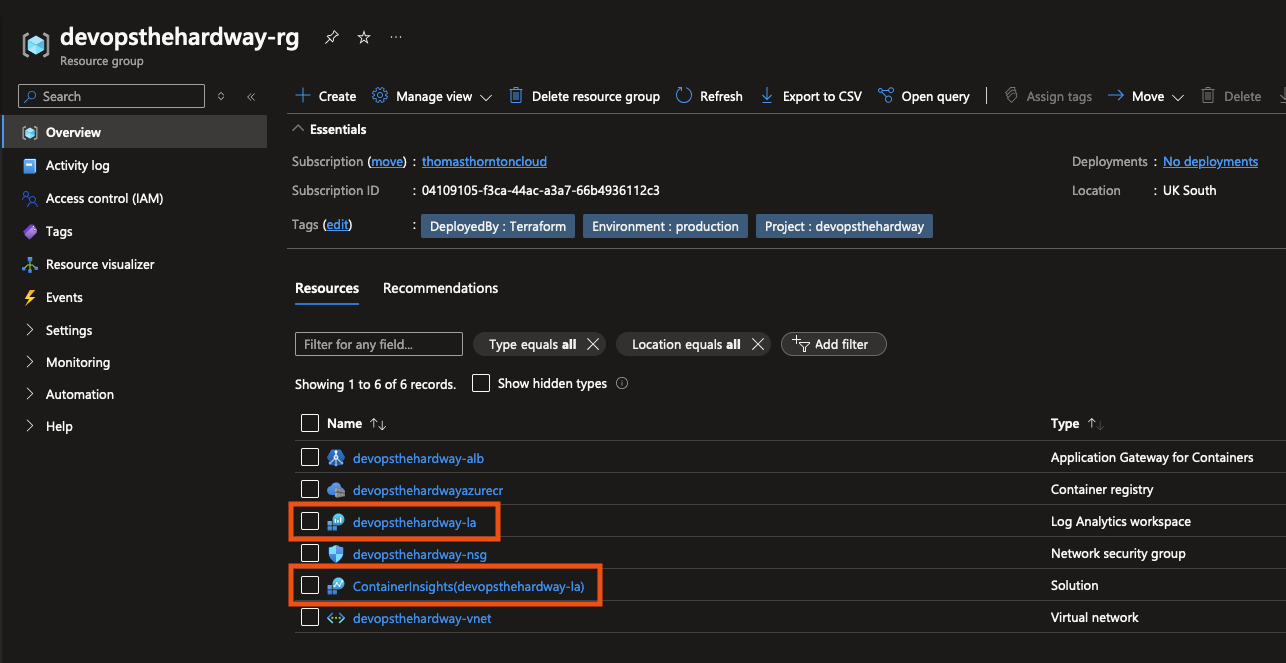 devopsthehardway-rg
Resource group
Search
Overview
Activity log
Access control (IAM)
Tags
Resource visualizer
Events
Settings
Monitoring
Automation
Help
Create Manage view Delete resource group Refresh Export to CSV Open query Assign tags Move Delete
Essentials
Subscription (move) : thomasthorntoncloud Deployments : No deployments
Subscription ID : 04109105-f3ca-44ac-a3a7-66b4936112c3 Location : UK South
Tags (edit) : DeployedBy : Terraform Environment : production Project : devopsthehardway
Resources Recommendations
Filter for any field... Type equals all Location equals all Add filter
Showing 1 to 6 of 6 records. Show hidden types
Name Type
devopsthehardway-alb Application Gateway for Containers
devopsthehardwayazurecr Container registry
devopsthehardway-la Log Analytics workspace
devopsthehardway-nsg Network security group
ContainerInsights(devopsthehardway-la) Solution
devopsthehardway-vnet Virtual network